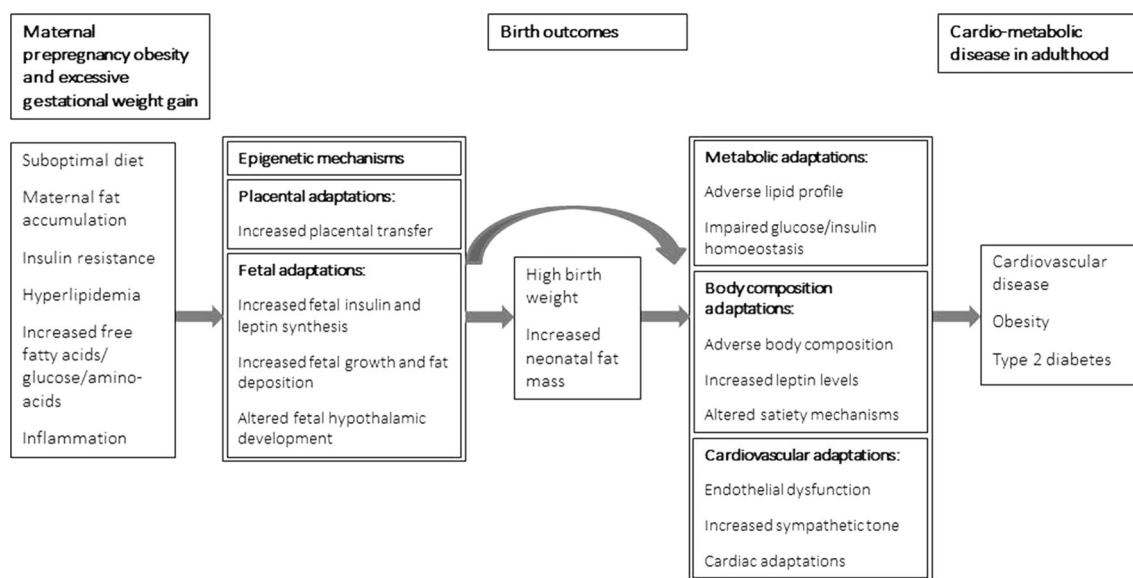 Maternal
prepregnancy obesity
and excessive
gestational weight gain
Birth outcomes
Cardio-metabolic
disease in adulthood
Suboptimal diet
Maternal fat
accumulation
Insulin resistance
Hyperlipidemia
Increased free
fatty acids/
glucose/amino-
acids
Inflammation
Epigenetic mechanisms
Placental adaptations:
Increased placental transfer
Fetal adaptations:
Increased fetal insulin and
leptin synthesis
Increased fetal growth and fat
deposition
Altered fetal hypothalamic
development
High birth
weight
Increased
neonatal fat
mass
Metabolic adaptations:
Adverse lipid profile
Impaired glucose/insulin
homoeostasis
Body composition
adaptations:
Adverse body composition
Increased leptin levels
Altered satiety mechanisms
Cardiovascular adaptations:
Endothelial dysfunction
Increased sympathetic tone
Cardiac adaptations
Cardiovascular
disease
Obesity
Type 2 diabetes